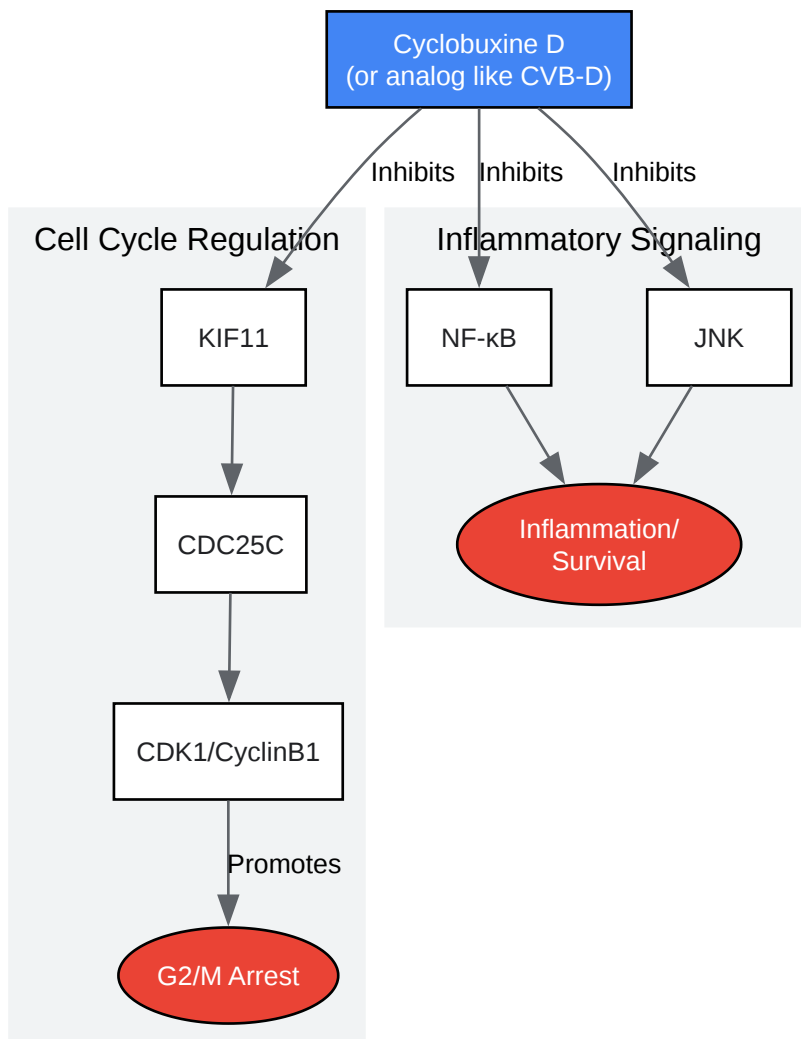 Cyclobuxine D
(or analog like CVB-D)
Inhibits
Inhibits
Inhibits
Cell Cycle Regulation
Inflammatory Signaling
KIF11
NF-κB
JNK
CDC25C
Inflammation/
Survival
CDK1/CyclinB1
Promotes
G2/M Arrest